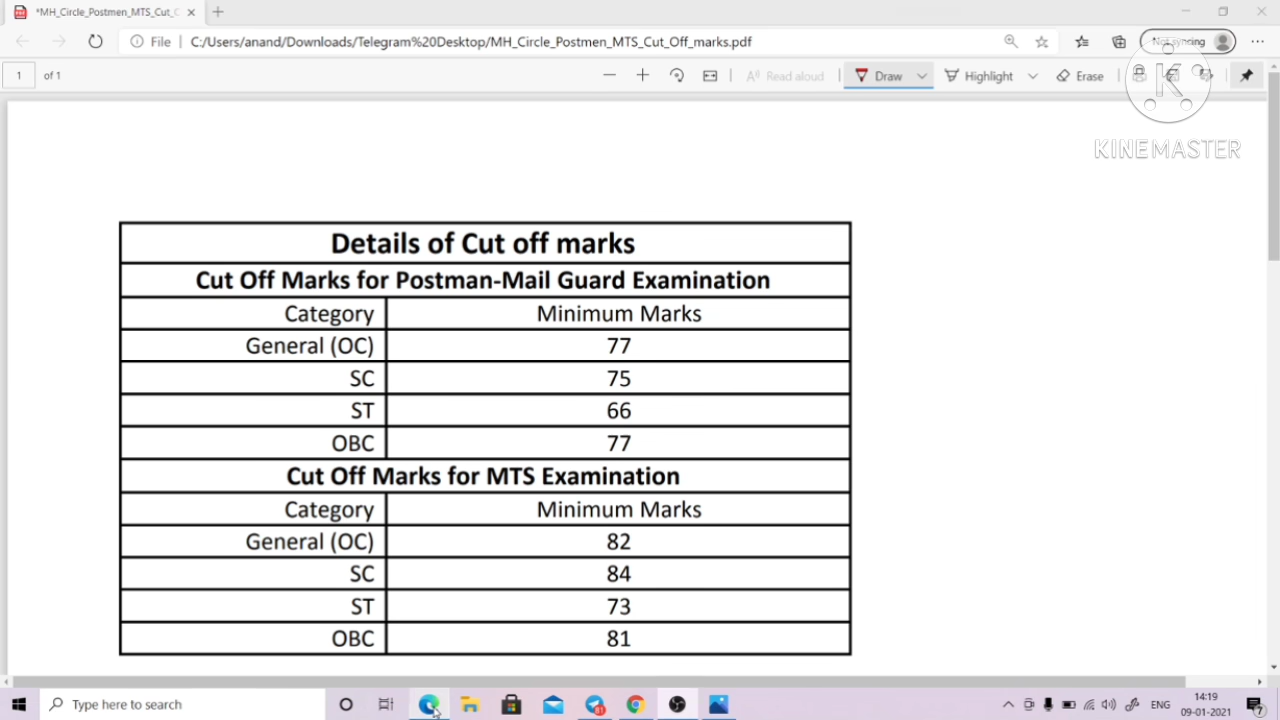 *MH_Circle_Postmen_MTS_Cut_C
File | C:/Users/anand/Downloads/Telegram%20Desktop/MH_Circle_Postmen_MTS_Cut_Off_marks.pdf
Not syncing
1 of 1
Read aloud
Draw
Highlight
Erase
K
KINEMASTER
Details of Cut off marks
Cut Off Marks for Postman-Mail Guard Examination
Category Minimum Marks
General (OC) 77
SC 75
ST 66
OBC 77
Cut Off Marks for MTS Examination
Category Minimum Marks
General (OC) 82
SC 84
ST 73
OBC 81
Type here to search
ENG
14:19
09-01-2021
7